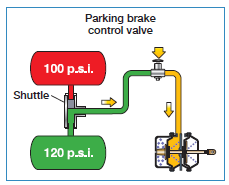 Parking brake
control valve
100 p.s.i.
Shuttle
120 p.s.i.